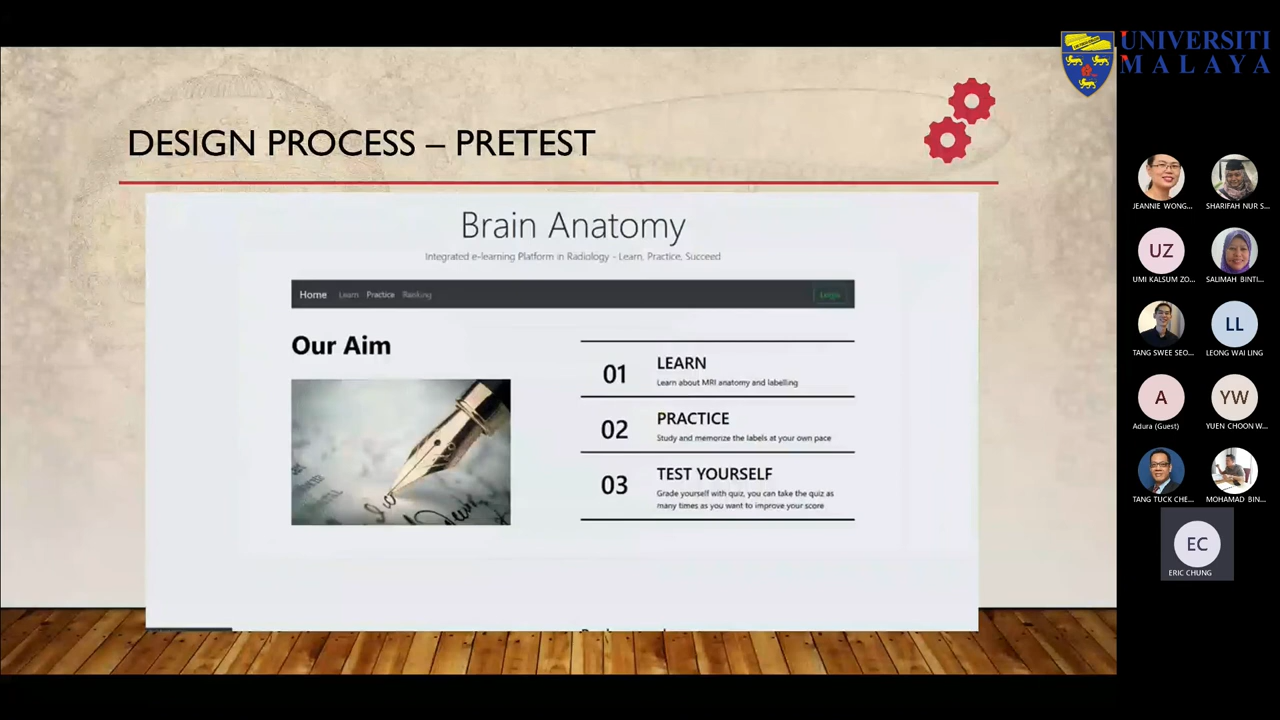 UNIVERSITI
MALAYA
DESIGN PROCESS – PRETEST
Brain Anatomy
Integrated e-learning Platform in Radiology - Learn, Practice, Succeed
Home Learn Practice Ranking Login
Our Aim
01 LEARN
Learn about MRI anatomy and labelling
02 PRACTICE
Study and memorize the labels at your own pace
03 TEST YOURSELF
Grade yourself with quiz, you can take the quiz as
many times as you want to improve your score
JEANNIE WONG...
SHARIFAH NUR S...
UZ
UMI KALSUM ZO...
SALIMAH BINTI...
TANG SWEE SEO...
LL
LEONG WAI LING
A
Adura (Guest)
YW
YUEN CHOON W...
TANG TUCK CHE...
MOHAMAD BIN...
EC
ERIC CHUNG